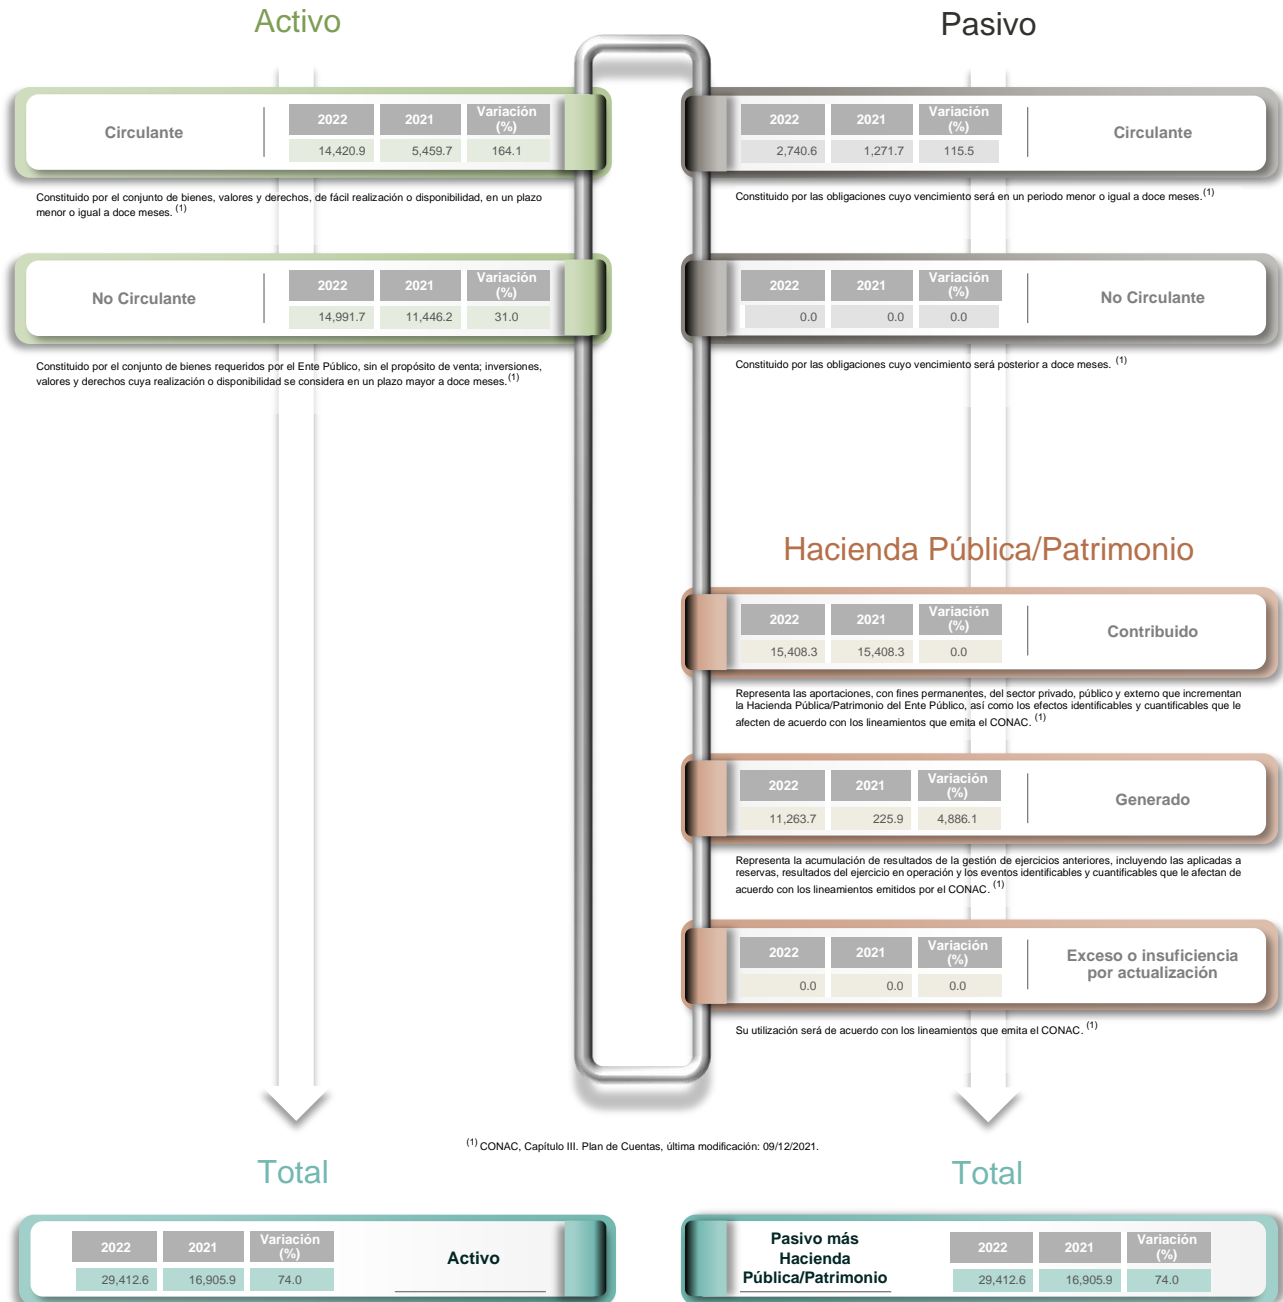 Activo
Circulante
2022 2021 Variación (%)
14,420.9 5,459.7 164.1
Constituido por el conjunto de bienes, valores y derechos, de fácil realización o disponibilidad, en un plazo
menor o igual a doce meses. (1)
No Circulante
2022 2021 Variación (%)
14,991.7 11,446.2 31.0
Constituido por el conjunto de bienes requeridos por el Ente Público, sin el propósito de venta; inversiones,
valores y derechos cuya realización o disponibilidad se considera en un plazo mayor a doce meses. (1)
Pasivo
2022 2021 Variación (%)
2,740.6 1,271.7 115.5
Circulante
Constituido por las obligaciones cuyo vencimiento será en un periodo menor o igual a doce meses. (1)
2022 2021 Variación (%)
0.0 0.0 0.0
No Circulante
Constituido por las obligaciones cuyo vencimiento será posterior a doce meses. (1)
Hacienda Pública/Patrimonio
2022 2021 Variación (%)
15,408.3 15,408.3 0.0
Contribuido
Representa las aportaciones, con fines permanentes, del sector privado, público y externo que incrementan
la Hacienda Pública/Patrimonio del Ente Público, así como los efectos identificables y cuantificables que le
afecten de acuerdo con los lineamientos que emita el CONAC. (1)
2022 2021 Variación (%)
11,263.7 225.9 4,886.1
Generado
Representa la acumulación de resultados de la gestión de ejercicios anteriores, incluyendo las aplicadas a
reservas, resultados del ejercicio en operación y los eventos identificables y cuantificables que le afectan de
acuerdo con los lineamientos emitidos por el CONAC. (1)
2022 2021 Variación (%)
0.0 0.0 0.0
Exceso o insuficiencia
por actualización
Su utilización será de acuerdo con los lineamientos que emita el CONAC. (1)
(1) CONAC, Capítulo III. Plan de Cuentas, última modificación: 09/12/2021.
Total
2022 2021 Variación (%)
29,412.6 16,905.9 74.0
Activo
Total
Pasivo más
Hacienda
Pública/Patrimonio
2022 2021 Variación (%)
29,412.6 16,905.9 74.0